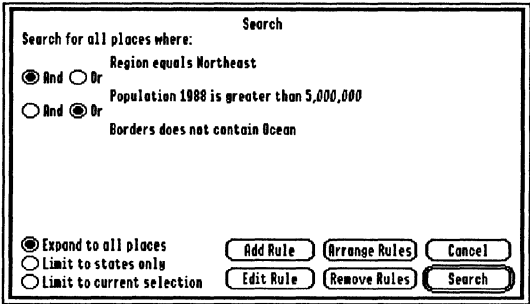 Search
Search for all places where:
Region equals Northeast
And Or
Population 1988 is greater than 5,000,000
And Or
Borders does not contain Ocean
Expand to all places
Limit to states only
Limit to current selection
Add Rule Arrange Rules Cancel
Edit Rule Remove Rules Search